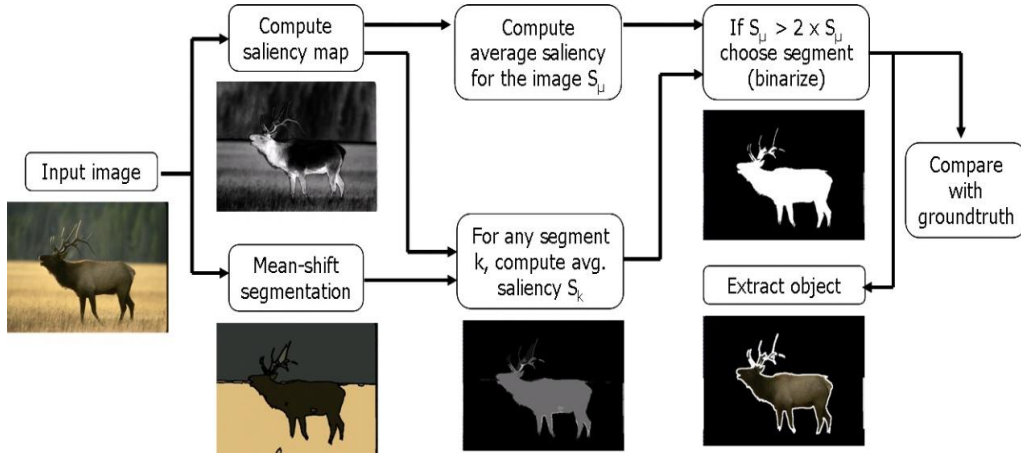 Compute
saliency map
Compute
average saliency
for the image Sμ
If Sμ > 2 x Sμ
choose segment
(binarize)
Input image
Compare
with
groundtruth
Mean-shift
segmentation
For any segment
k, compute avg.
saliency Sk
Extract object